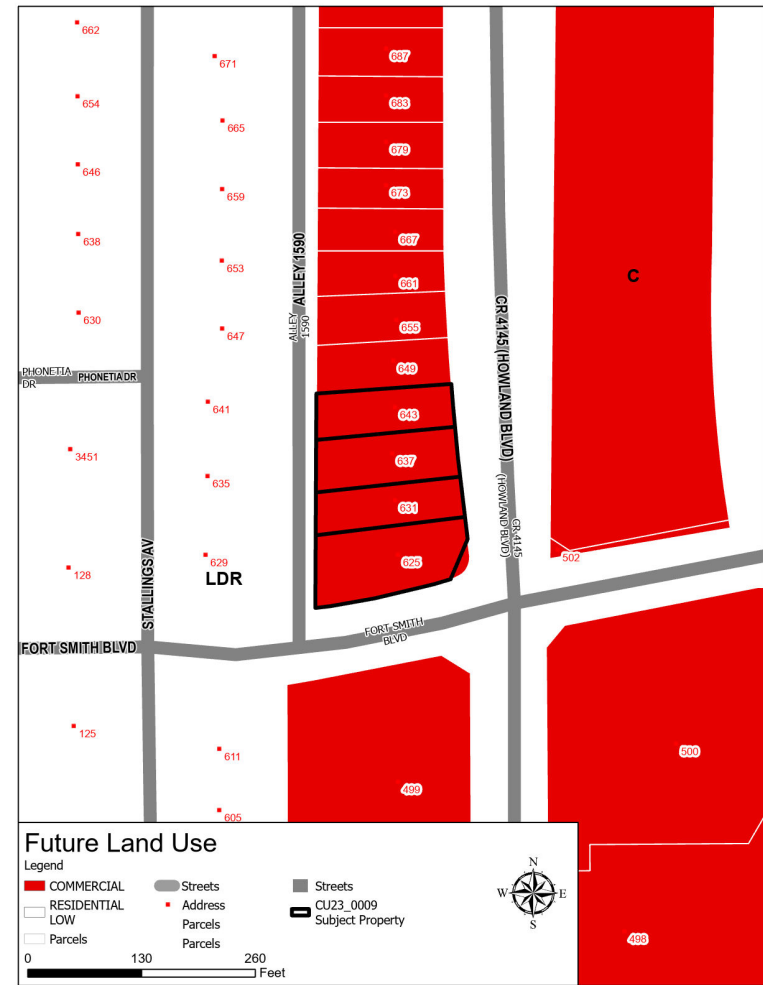 662
671
687
654
683
665
646
679
659
673
638
667
653
C
661
630
647
655
ALLEY 1590
ALLEY
1590
CR 4145 (HOWLAND BLVD)
PHONETIA
DR
PHONETIA DR
649
641
643
3451
637
635
631
CR 4145
(HOWLAND BLVD)
629
625
502
128
LDR
STALLINGS AV
FORT SMITH BLVD
FORT SMITH
BLVD
125
611
500
499
605
Future Land Use
Legend
COMMERCIAL
RESIDENTIAL
LOW
Parcels
Streets
Address
Parcels
Parcels
Streets
CU23_0009
Subject Property
N
W
E
S
498
0
130
260
Feet